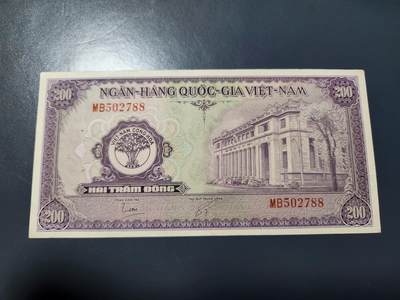 NGÂN-HÀNG QUỐC-GIA VIỆT-NAM
200
200
MB502788
VIỆT-NAM CỘNG-HÒA
HAI TRĂM ĐỒNG
MB502788
200
200